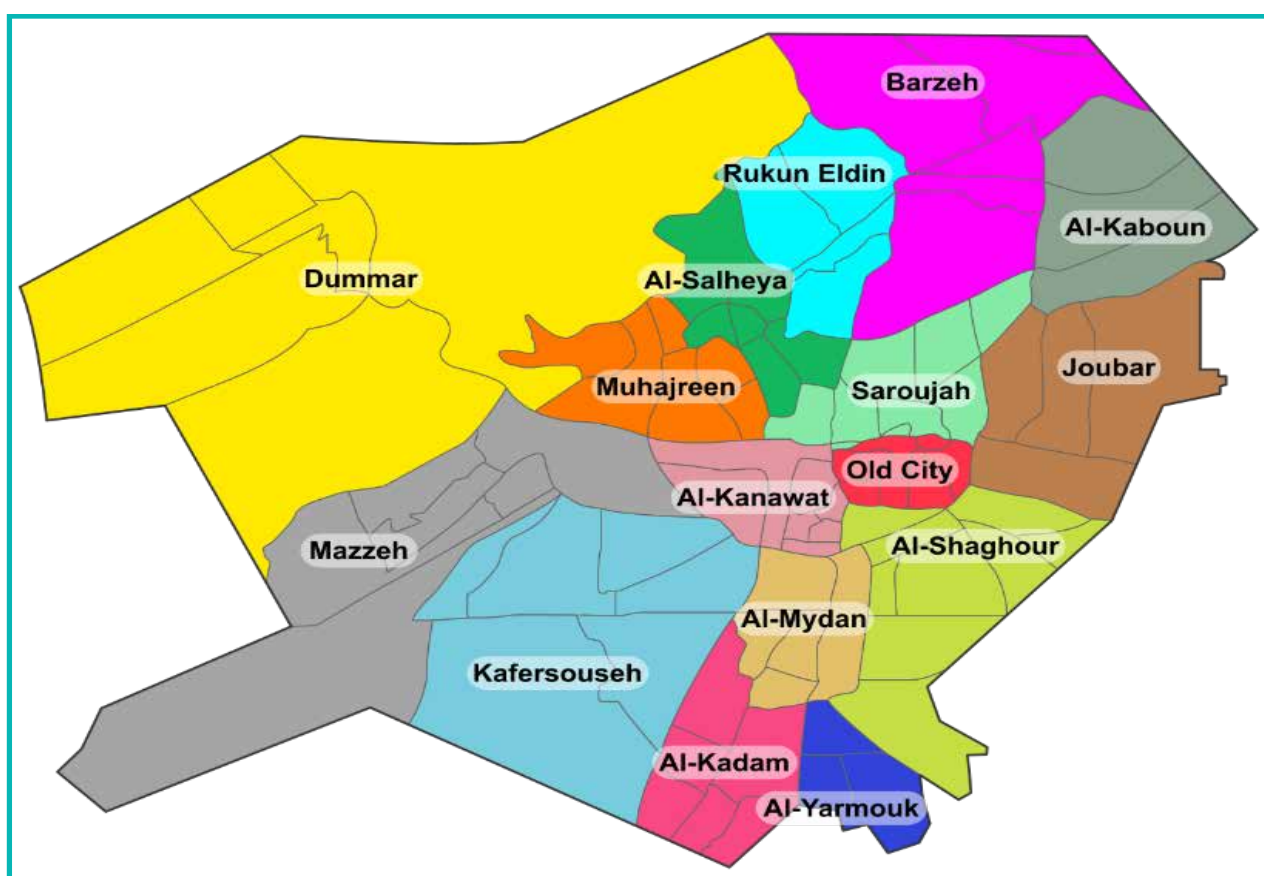 Barzeh
Rukun Eldin
Al-Kaboun
Dummar
Al-Salheya
Joubar
Muhajreen
Saroujah
Old City
Al-Kanawat
Mazzeh
Al-Shaghour
Al-Mydan
Kafersouseh
Al-Kadam
Al-Yarmouk